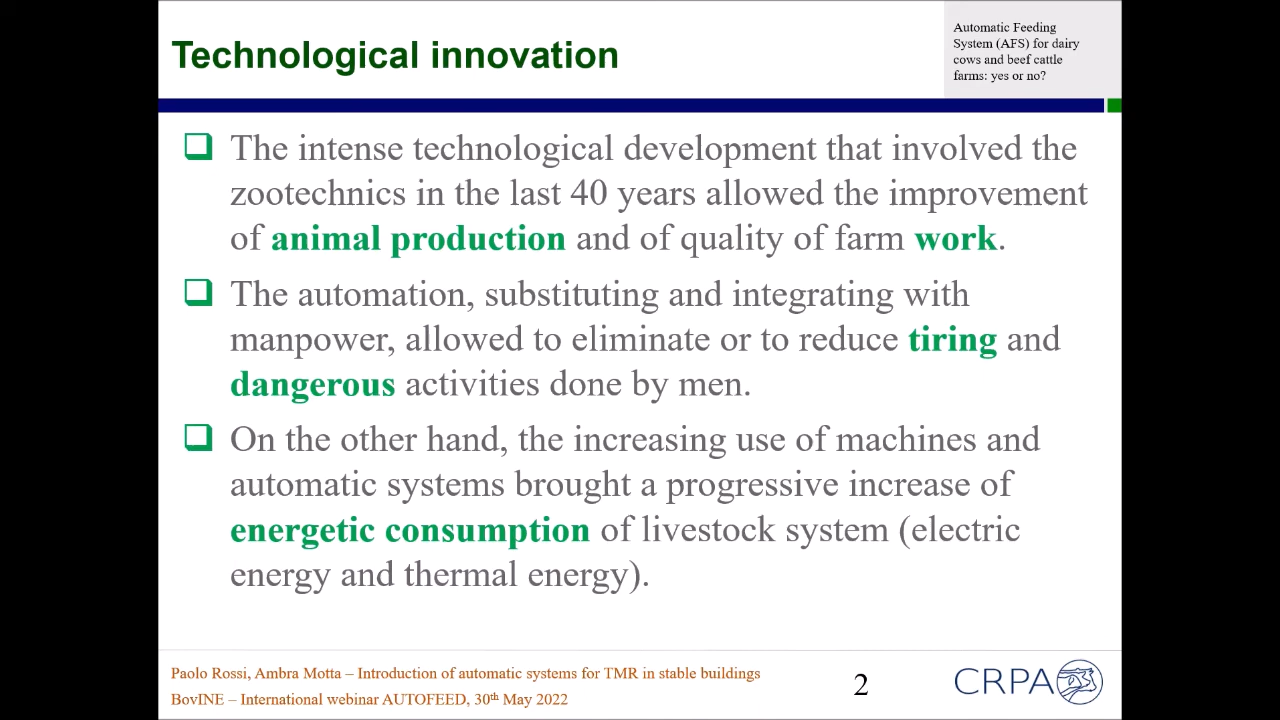 Technological innovation
Automatic Feeding
System (AFS) for dairy
cows and beef cattle
farms: yes or no?
The intense technological development that involved the
zootechnics in the last 40 years allowed the improvement
of animal production and of quality of farm work.
The automation, substituting and integrating with
manpower, allowed to eliminate or to reduce tiring and
dangerous activities done by men.
On the other hand, the increasing use of machines and
automatic systems brought a progressive increase of
energetic consumption of livestock system (electric
energy and thermal energy).
Paolo Rossi, Ambra Motta – Introduction of automatic systems for TMR in stable buildings
BovINE – International webinar AUTOFEED, 30th May 2022
2
CRPA